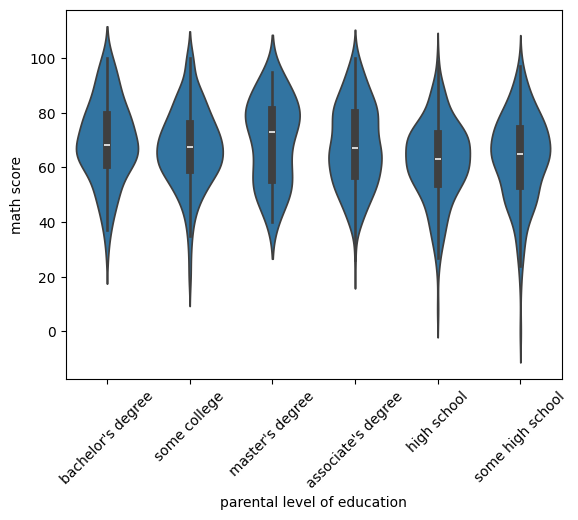 math score
100
80
60
40
20
0
bachelor's degree
some college
master's degree
associate's degree
high school
some high school
parental level of education